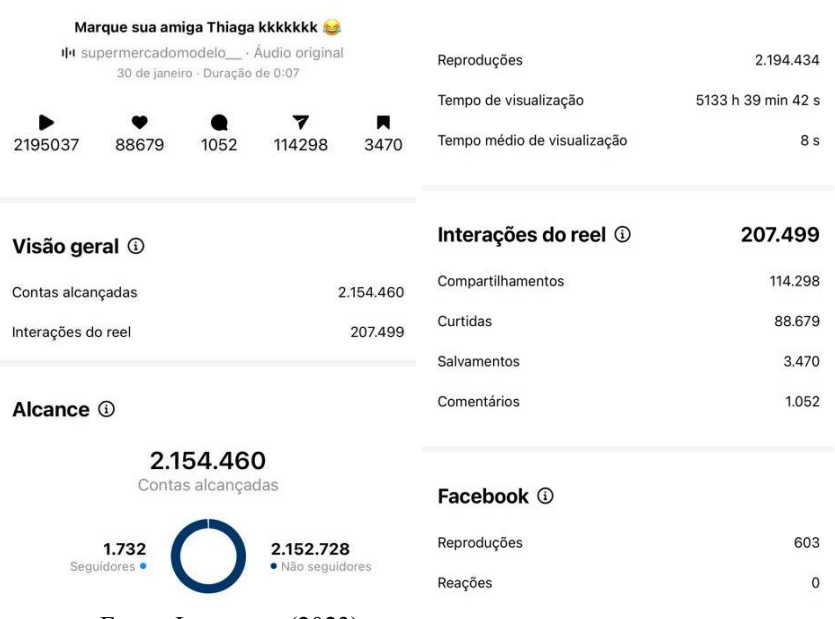 Marque sua amiga Thiaga kkkkkkk 😂
supermercadomodelo__ · Áudio original
30 de janeiro · Duração de 0:07
2195037 88679 1052 114298 3470
Visão geral
Contas alcançadas 2.154.460
Interações do reel 207.499
Alcance
2.154.460
Contas alcançadas
1.732 2.152.728
Seguidores Não seguidores
Reproduções 2.194.434
Tempo de visualização 5133 h 39 min 42 s
Tempo médio de visualização 8 s
Interações do reel 207.499
Compartilhamentos 114.298
Curtidas 88.679
Salvamentos 3.470
Comentários 1.052
Facebook
Reproduções 603
Reações 0